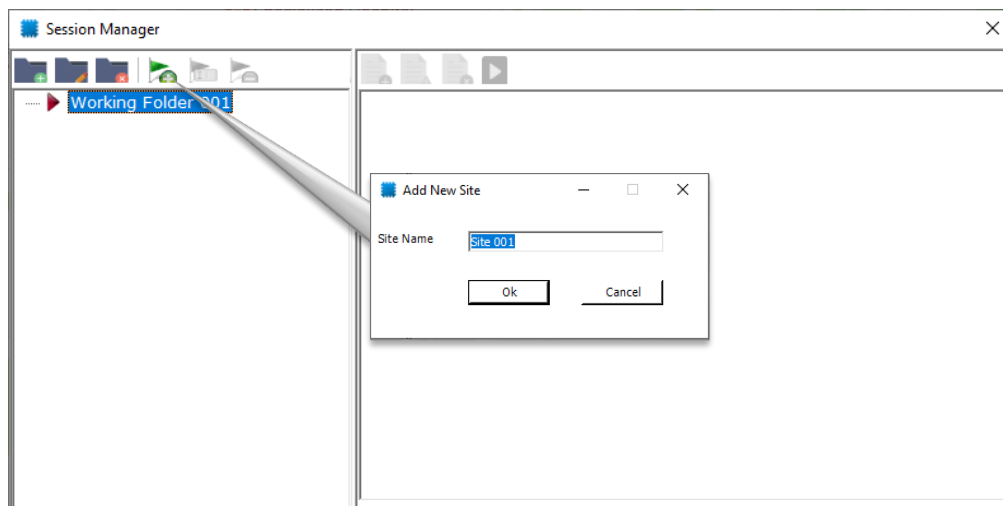 Session Manager
Working Folder 001
Add New Site
Site Name
Site 001
Ok
Cancel